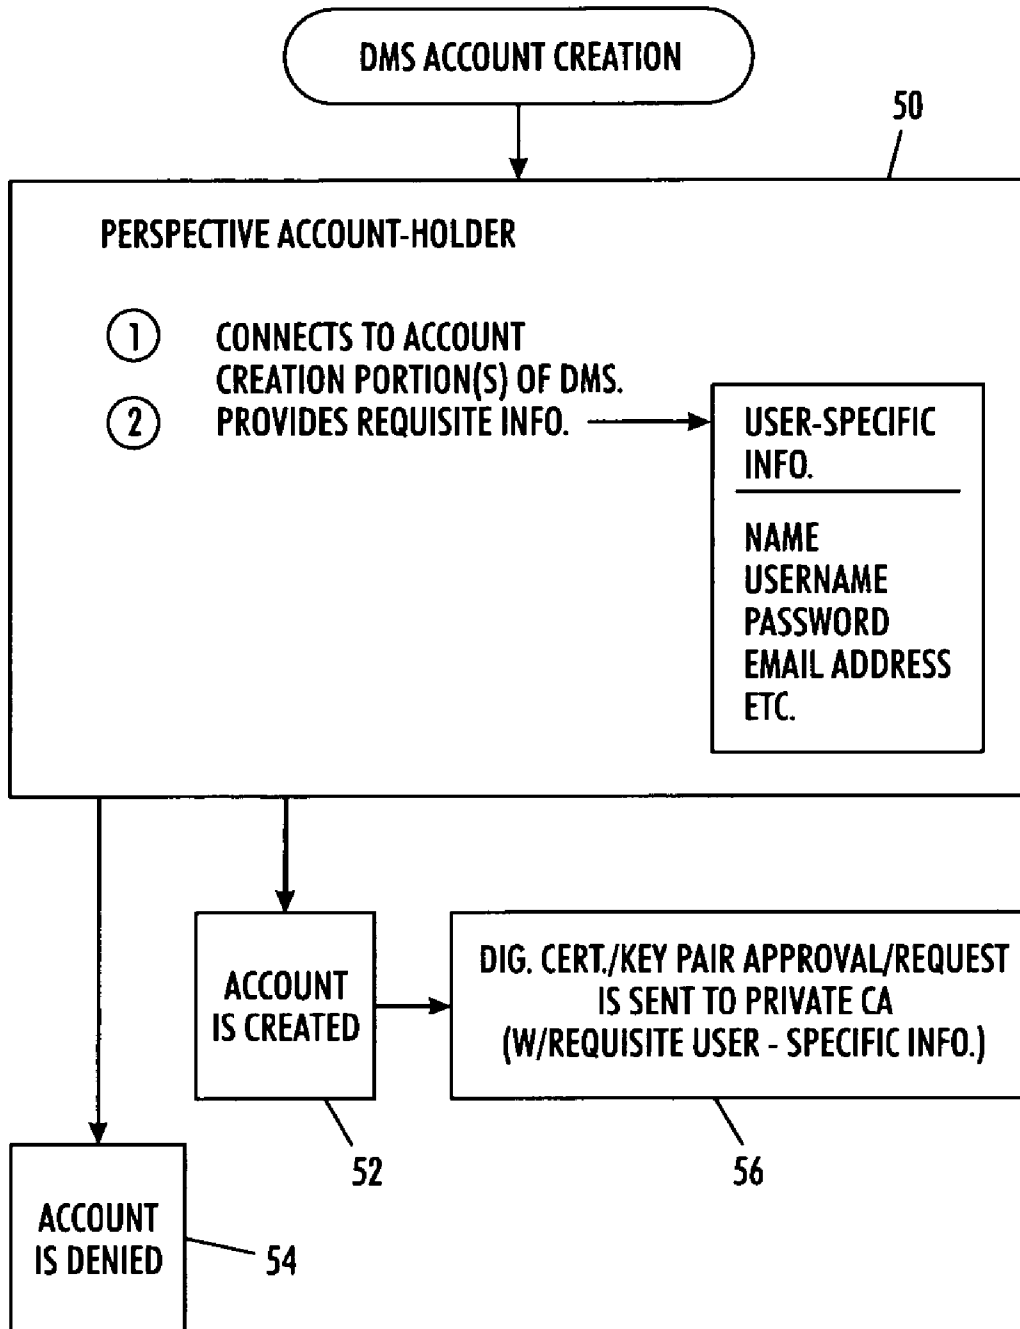 DMS ACCOUNT CREATION
50
PERSPECTIVE ACCOUNT-HOLDER
1 CONNECTS TO ACCOUNT
CREATION PORTION(S) OF DMS.
2 PROVIDES REQUISITE INFO.
USER-SPECIFIC
INFO.
NAME
USERNAME
PASSWORD
EMAIL ADDRESS
ETC.
ACCOUNT
IS CREATED
52
DIG. CERT./KEY PAIR APPROVAL/REQUEST
IS SENT TO PRIVATE CA
(W/REQUISITE USER - SPECIFIC INFO.)
56
ACCOUNT
IS DENIED
54